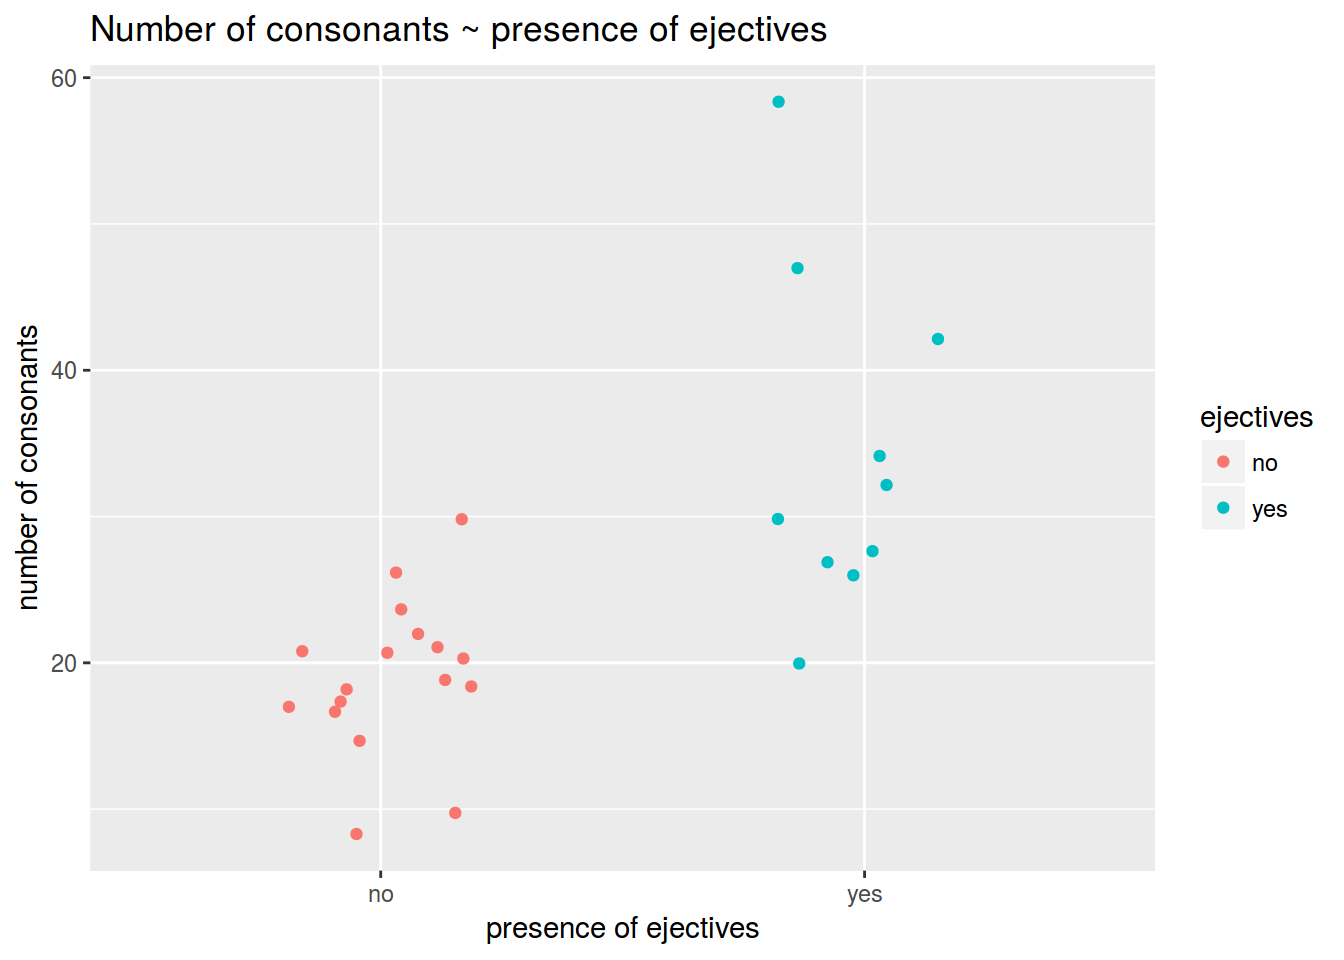 Number of consonants ~ presence of ejectives
60
40
20
number of consonants
no
yes
presence of ejectives
ejectives
no
yes